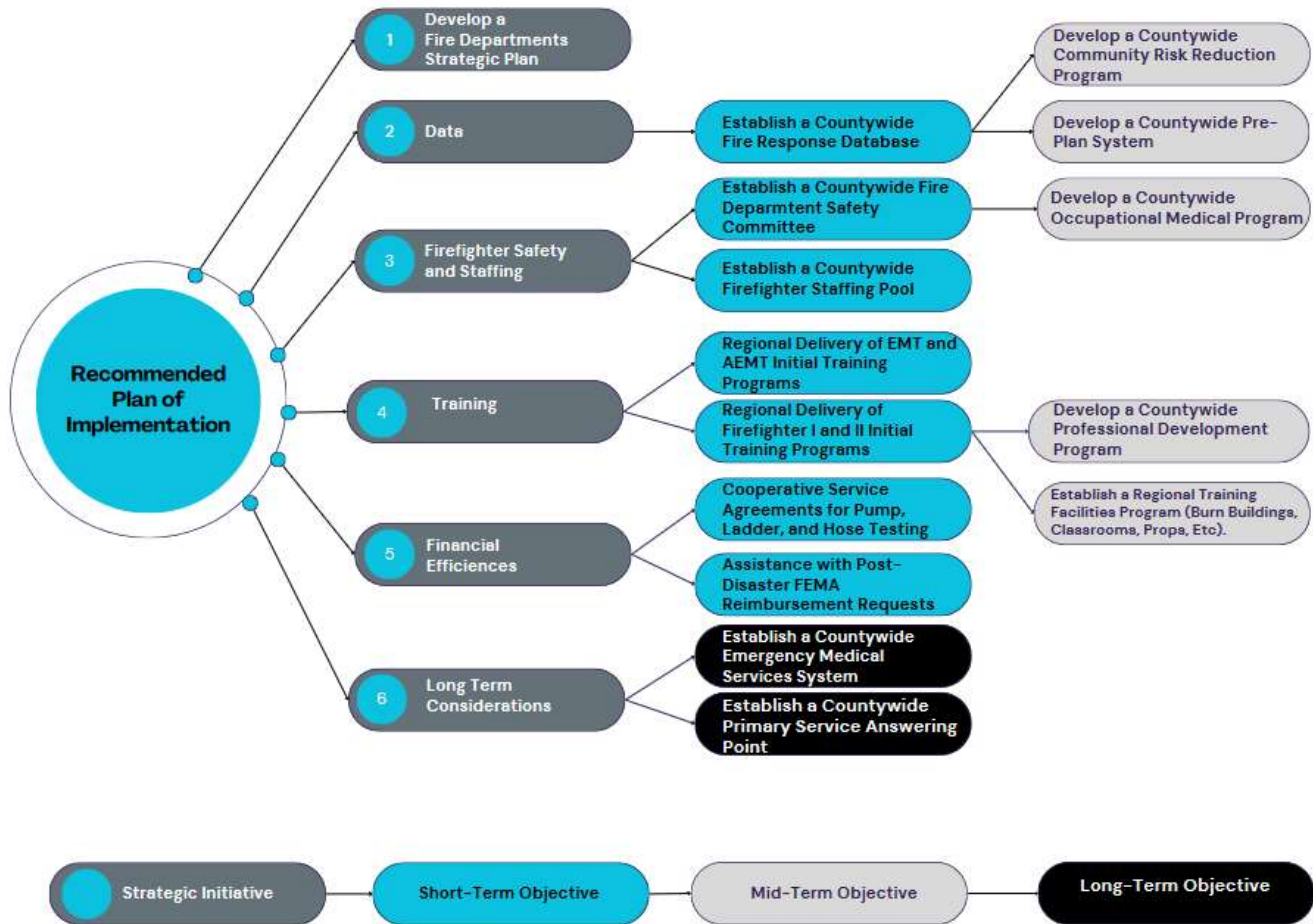 1
Develop a
Fire Departments
Strategic Plan
2
Data
Establish a Countywide
Fire Response Database
Develop a Countywide
Community Risk Reduction
Program
Develop a Countywide Pre-
Plan System
3
Firefighter Safety
and Staffing
Establish a Countywide Fire
Deparmtent Safety
Committee
Develop a Countywide
Occupational Medical Program
Establish a Countywide
Firefighter Staffing Pool
Recommended
Plan of
Implementation
4
Training
Regional Delivery of EMT and
AEMT Initial Training
Programs
Regional Delivery of
Firefighter I and II Initial
Training Programs
Develop a Countywide
Professional Development
Program
Establish a Regional Training
Facilities Program (Burn Buildings,
Classrooms, Props, Etc).
5
Financial
Efficiences
Cooperative Service
Agreements for Pump,
Ladder, and Hose Testing
Assistance with Post-
Disaster FEMA
Reimbursement Requests
6
Long Term
Considerations
Establish a Countywide
Emergency Medical
Services System
Establish a Countywide
Primary Service Answering
Point
Strategic Initiative
Short-Term Objective
Mid-Term Objective
Long-Term Objective